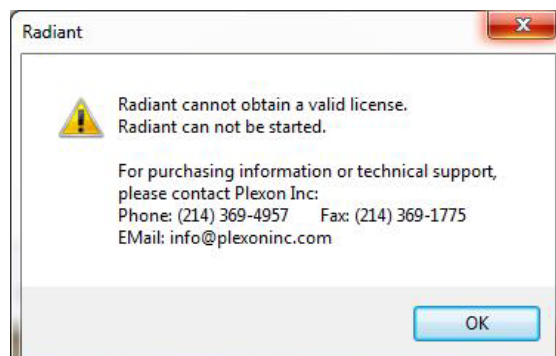 Radiant
Radiant cannot obtain a valid license.
Radiant can not be started.
For purchasing information or technical support,
please contact Plexon Inc:
Phone: (214) 369-4957 Fax: (214) 369-1775
EMail: info@plexoninc.com
OK